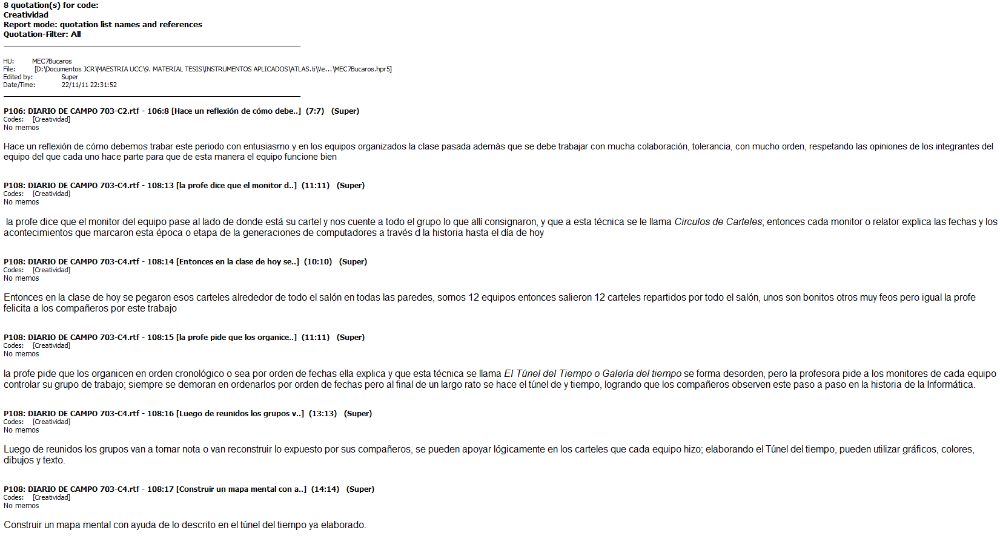 8 quotation(s) for code:
Creatividad
Report mode: quotation list names and references
Quotation-Filter: All
HU: MEC7Bucaros
File: [D:\Documentos JCR\MAESTRIA UCC\9. MATERIAL TESIS\INSTRUMENTOS APLICADOS\ATLAS.ti\Ve...\MEC7Bucaros.hpr5]
Edited by: Super
Date/Time: 22/11/11 22:31:52
P106: DIARIO DE CAMPO 703-C2.rtf - 106:8 [Hace un reflexión de cómo debe..] (7:7) (Super)
Codes: [Creatividad]
No memos
Hace un reflexión de cómo debemos trabar este periodo con entusiasmo y en los equipos organizados la clase pasada además que se debe trabajar con mucha colaboración, tolerancia, con mucho orden, respetando las opiniones de los integrantes del
equipo del que cada uno hace parte para que de esta manera el equipo funcione bien
P108: DIARIO DE CAMPO 703-C4.rtf - 108:13 [la profe dice que el monitor d..] (11:11) (Super)
Codes: [Creatividad]
No memos
la profe dice que el monitor del equipo pase al lado de donde está su cartel y nos cuente a todo el grupo lo que allí consignaron, y que a esta técnica se le llama Circulos de Carteles; entonces cada monitor o relator explica las fechas y los
acontecimientos que marcaron esta época o etapa de la generaciones de computadores a través d la historia hasta el día de hoy
P108: DIARIO DE CAMPO 703-C4.rtf - 108:14 [Entonces en la clase de hoy se..] (10:10) (Super)
Codes: [Creatividad]
No memos
Entonces en la clase de hoy se pegaron esos carteles alrededor de todo el salón en todas las paredes, somos 12 equipos entonces salieron 12 carteles repartidos por todo el salón, unos son bonitos otros muy feos pero igual la profe
felicita a los compañeros por este trabajo
P108: DIARIO DE CAMPO 703-C4.rtf - 108:15 [la profe pide que los organice..] (11:11) (Super)
Codes: [Creatividad]
No memos
la profe pide que los organicen en orden cronológico o sea por orden de fechas ella explica y que esta técnica se llama El Túnel del Tiempo o Galería del tiempo se forma desorden, pero la profesora pide a los monitores de cada equipo
controlar su grupo de trabajo; siempre se demoran en ordenarlos por orden de fechas pero al final de un largo rato se hace el túnel de y tiempo, logrando que los compañeros observen este paso a paso en la historia de la Informática.
P108: DIARIO DE CAMPO 703-C4.rtf - 108:16 [Luego de reunidos los grupos v..] (13:13) (Super)
Codes: [Creatividad]
No memos
Luego de reunidos los grupos van a tomar nota o van reconstruir lo expuesto por sus compañeros, se pueden apoyar lógicamente en los carteles que cada equipo hizo; elaborando el Túnel del tiempo, pueden utilizar gráficos, colores,
dibujos y texto.
P108: DIARIO DE CAMPO 703-C4.rtf - 108:17 [Construir un mapa mental con a..] (14:14) (Super)
Codes: [Creatividad]
No memos
Construir un mapa mental con ayuda de lo descrito en el túnel del tiempo ya elaborado.